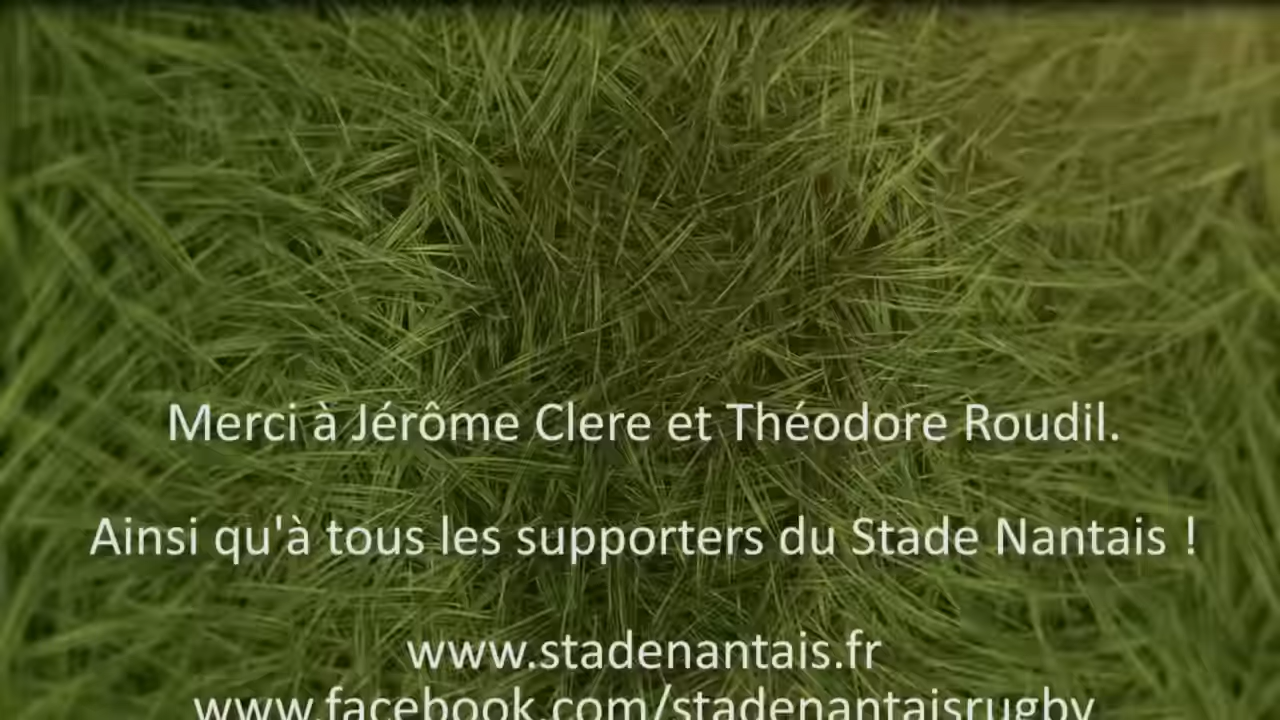 Merci à Jérôme Clere et Théodore Roudil.
Ainsi qu'à tous les supporters du Stade Nantais !
www.stadenantais.fr
www.facebook.com/stadenantaisrugby